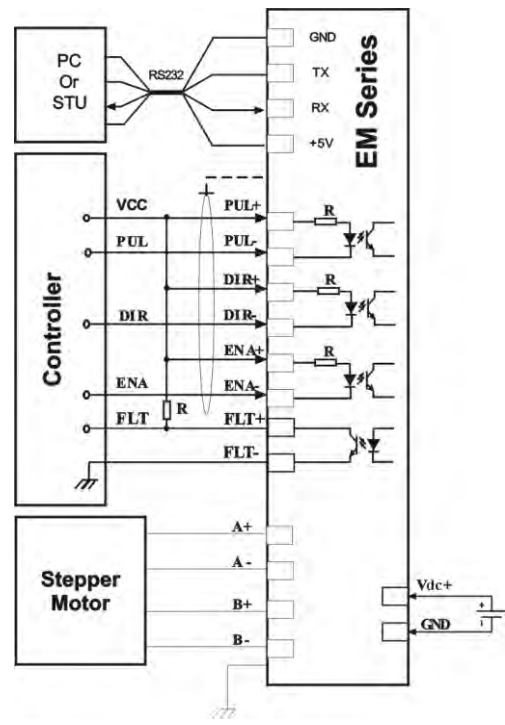 PC
Or
STU
RS232
GND
TX
RX
+5V
EM Series
Controller
VCC
PUL+
R
PUL
PUL-
DIR+
R
DIR
DIR-
ENA+
R
ENA
ENA-
R
FLT
FLT+
FLT-
Stepper
Motor
A+
A-
B+
B-
Vdc+
+
-
GND